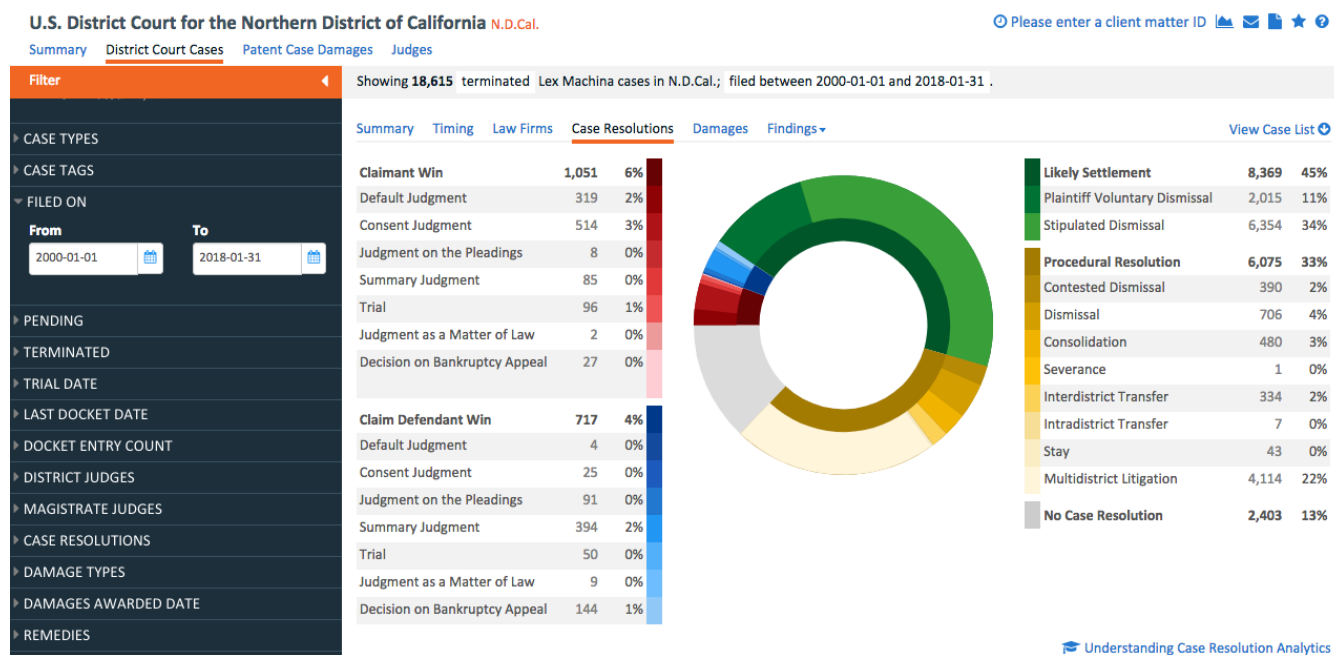 U.S. District Court for the Northern District of California N.D.Cal.
Please enter a client matter ID
Summary District Court Cases Patent Case Damages Judges
Filter
CASE TYPES
CASE TAGS
FILED ON
From To
2000-01-01 2018-01-31
PENDING
TERMINATED
TRIAL DATE
LAST DOCKET DATE
DOCKET ENTRY COUNT
DISTRICT JUDGES
MAGISTRATE JUDGES
CASE RESOLUTIONS
DAMAGE TYPES
DAMAGES AWARDED DATE
REMEDIES
Showing 18,615 terminated Lex Machina cases in N.D.Cal.; filed between 2000-01-01 and 2018-01-31 .
Summary Timing Law Firms Case Resolutions Damages Findings
View Case List
Claimant Win 1,051 6%
Default Judgment 319 2%
Consent Judgment 514 3%
Judgment on the Pleadings 8 0%
Summary Judgment 85 0%
Trial 96 1%
Judgment as a Matter of Law 2 0%
Decision on Bankruptcy Appeal 27 0%
Claim Defendant Win 717 4%
Default Judgment 4 0%
Consent Judgment 25 0%
Judgment on the Pleadings 91 0%
Summary Judgment 394 2%
Trial 50 0%
Judgment as a Matter of Law 9 0%
Decision on Bankruptcy Appeal 144 1%
Likely Settlement 8,369 45%
Plaintiff Voluntary Dismissal 2,015 11%
Stipulated Dismissal 6,354 34%
Procedural Resolution 6,075 33%
Contested Dismissal 390 2%
Dismissal 706 4%
Consolidation 480 3%
Severance 1 0%
Interdistrict Transfer 334 2%
Intradistrict Transfer 7 0%
Stay 43 0%
Multidistrict Litigation 4,114 22%
No Case Resolution 2,403 13%
Understanding Case Resolution Analytics